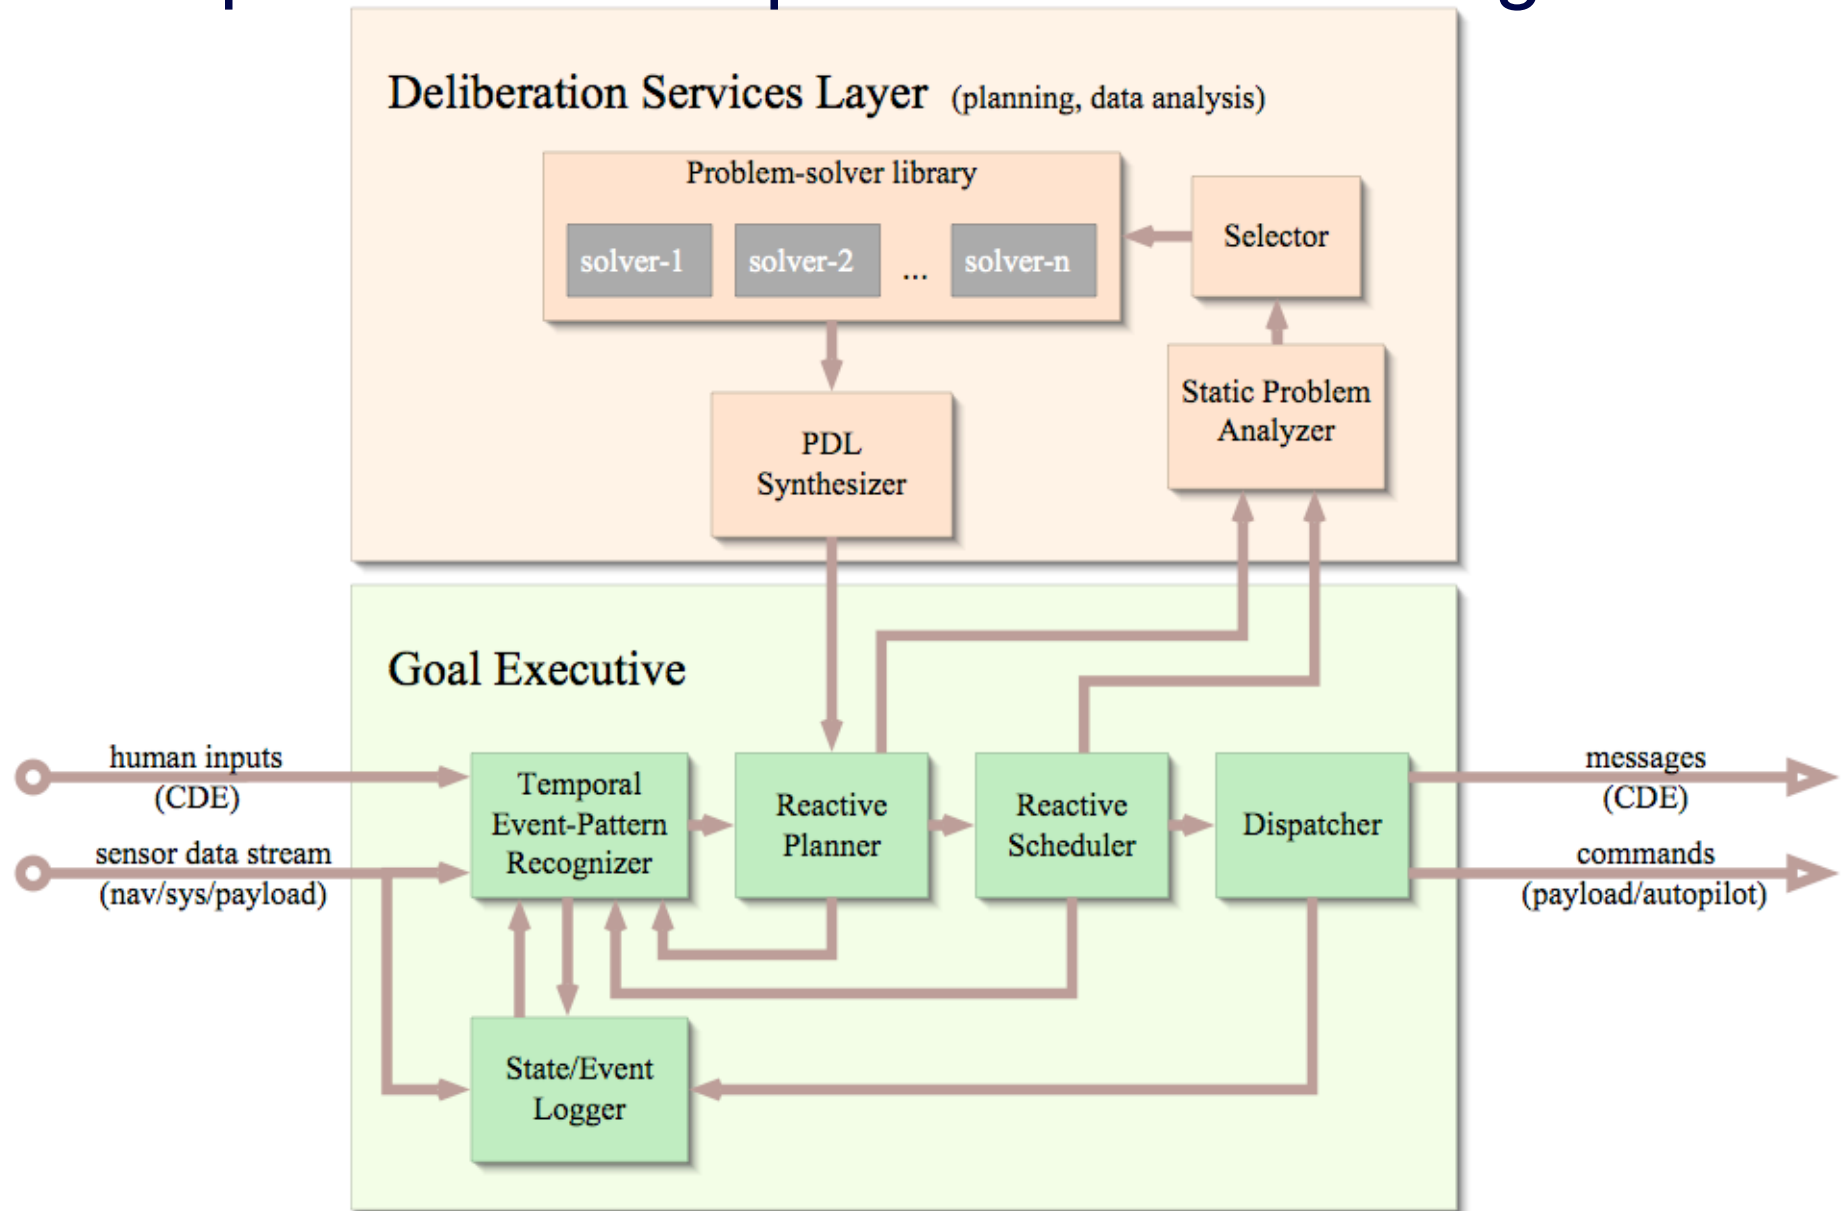 Deliberation Services Layer (planning, data analysis)
Problem-solver library
solver-1 solver-2 ... solver-n
Selector
Static Problem
Analyzer
PDL
Synthesizer
Goal Executive
human inputs
(CDE)
sensor data stream
(nav/sys/payload)
Temporal
Event-Pattern
Recognizer
Reactive
Planner
Reactive
Scheduler
Dispatcher
messages
(CDE)
commands
(payload/autopilot)
State/Event
Logger